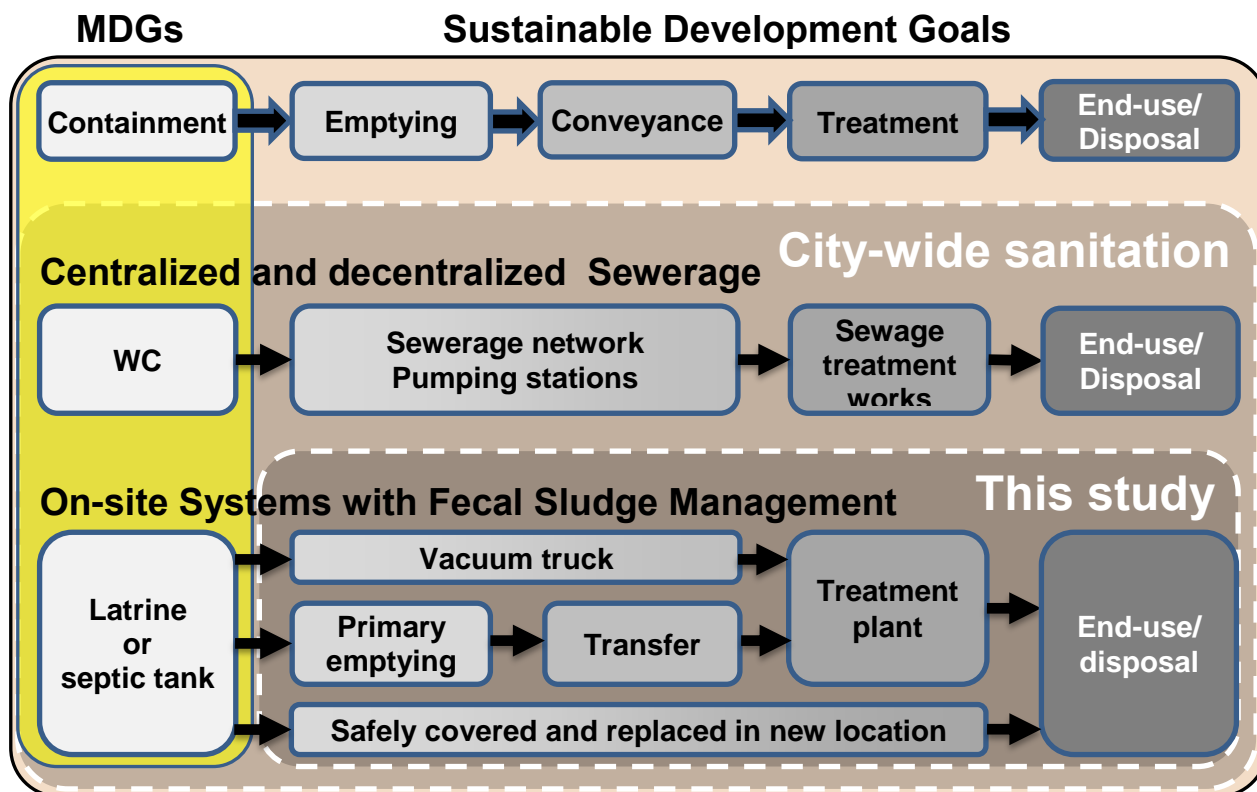 MDGs
Sustainable Development Goals
Containment
Emptying
Conveyance
Treatment
End-use/
Disposal
City-wide sanitation
Centralized and decentralized Sewerage
WC
Sewerage network
Pumping stations
Sewage
treatment
works
End-use/
Disposal
This study
On-site Systems with Fecal Sludge Management
Latrine
or
septic tank
Vacuum truck
Primary
emptying
Transfer
Treatment
plant
Safely covered and replaced in new location
End-use/
disposal